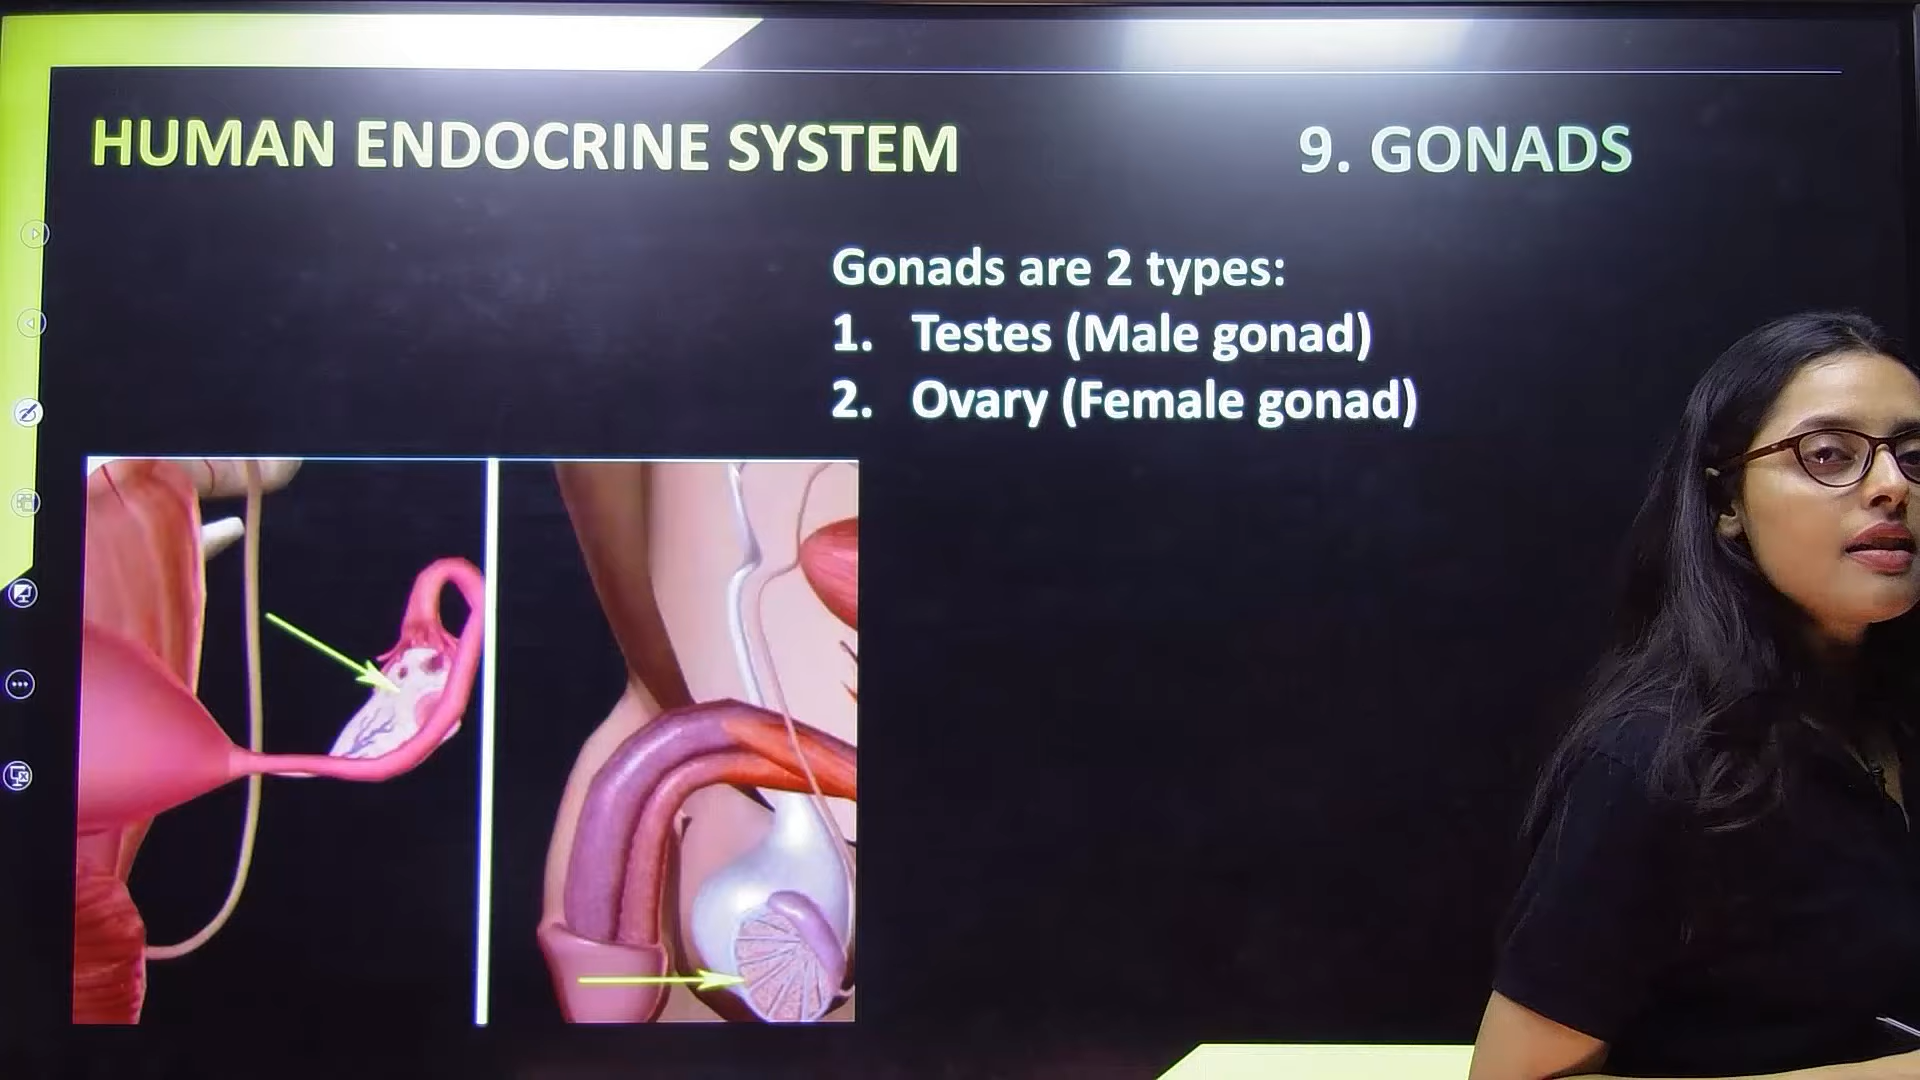 HUMAN ENDOCRINE SYSTEM
9. GONADS
Gonads are 2 types:
1. Testes (Male gonad)
2. Ovary (Female gonad)